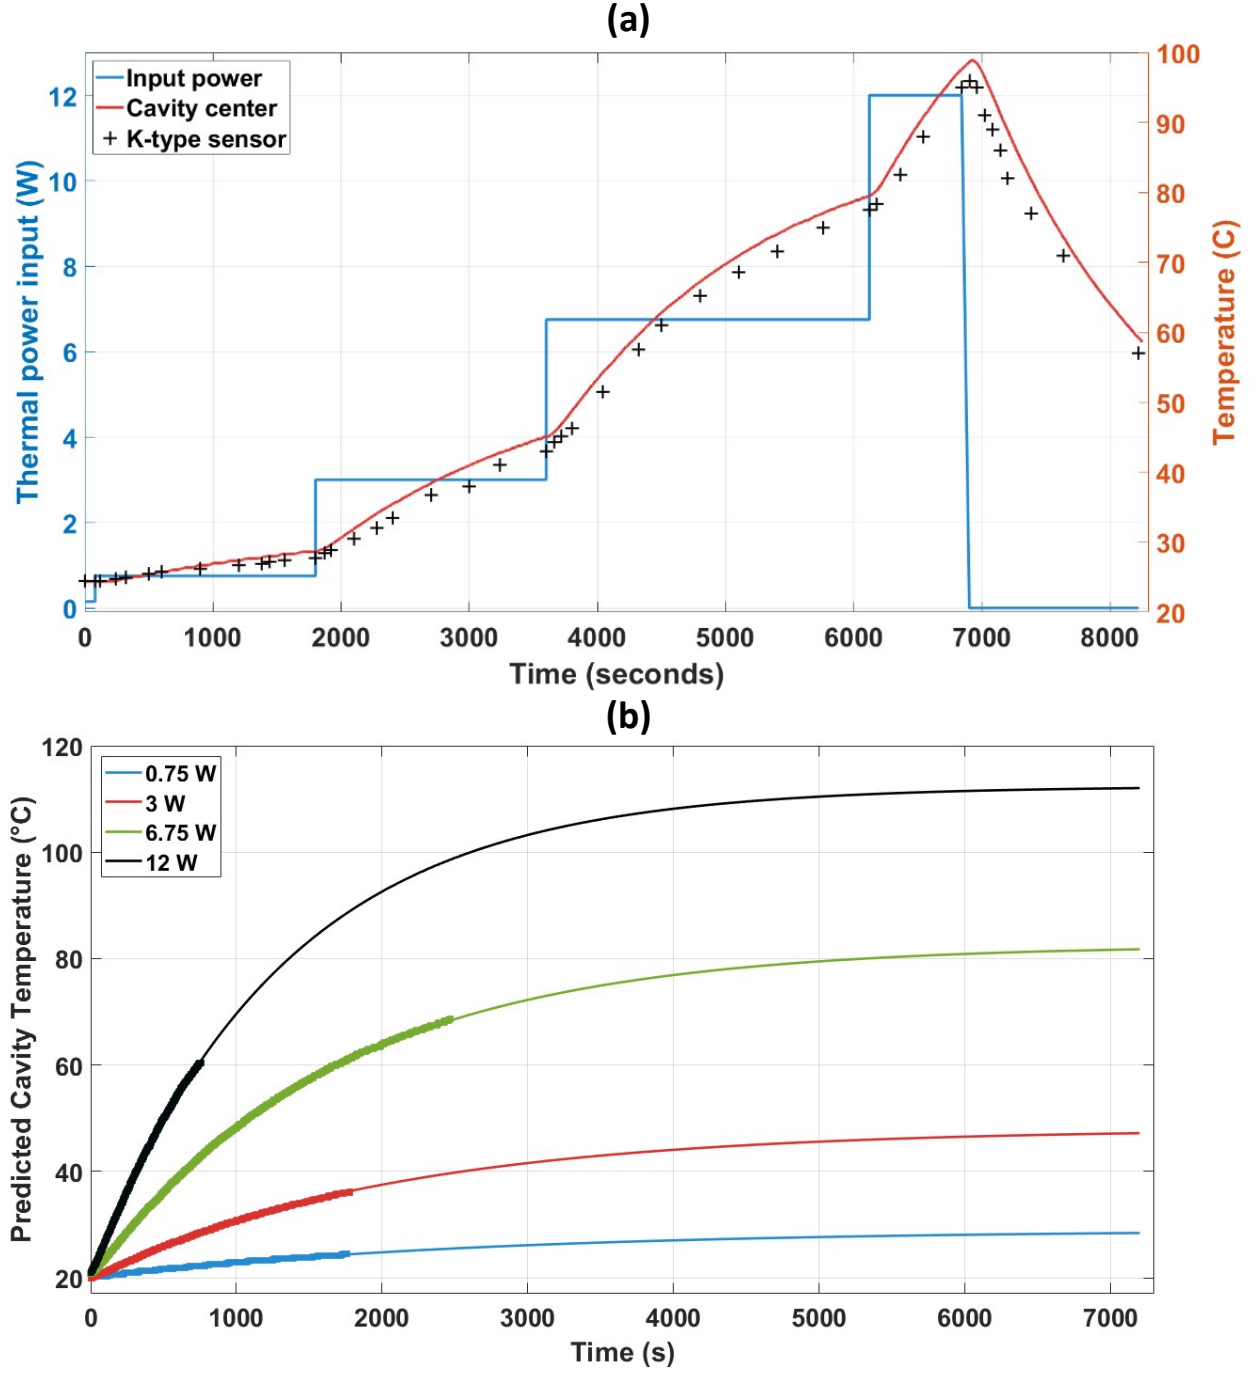 (a)
Input power
Cavity center
K-type sensor
Thermal power input (W)
0
2
4
6
8
10
12
Temperature (C)
20
30
40
50
60
70
80
90
100
0 1000 2000 3000 4000 5000 6000 7000 8000
Time (seconds)
(b)
0.75 W
3 W
6.75 W
12 W
Predicted Cavity Temperature (°C)
120
100
80
60
40
20
0 1000 2000 3000 4000 5000 6000 7000
Time (s)